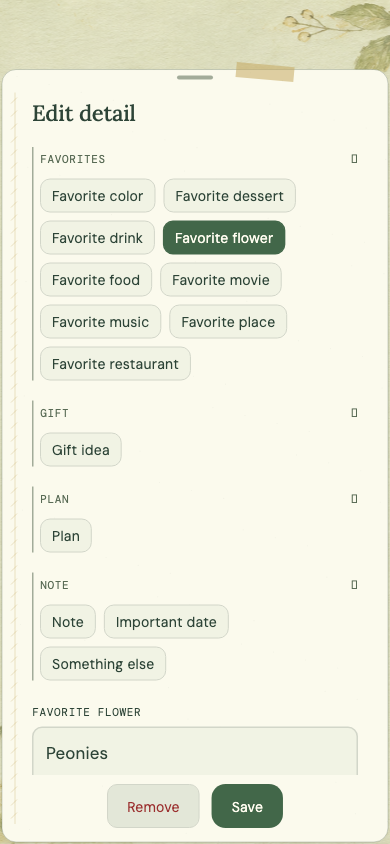 Edit detail
FAVORITES
Favorite color Favorite dessert
Favorite drink Favorite flower
Favorite food Favorite movie
Favorite music Favorite place
Favorite restaurant
GIFT
Gift idea
PLAN
Plan
NOTE
Note Important date
Something else
FAVORITE FLOWER
Peonies
Remove Save